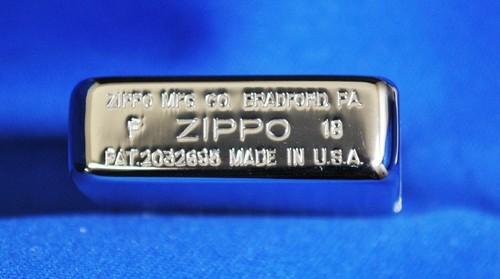 ZIPPO MFG. CO. BRADFORD, PA.
F ZIPPO 18
PAT.2032695 MADE IN U.S.A.